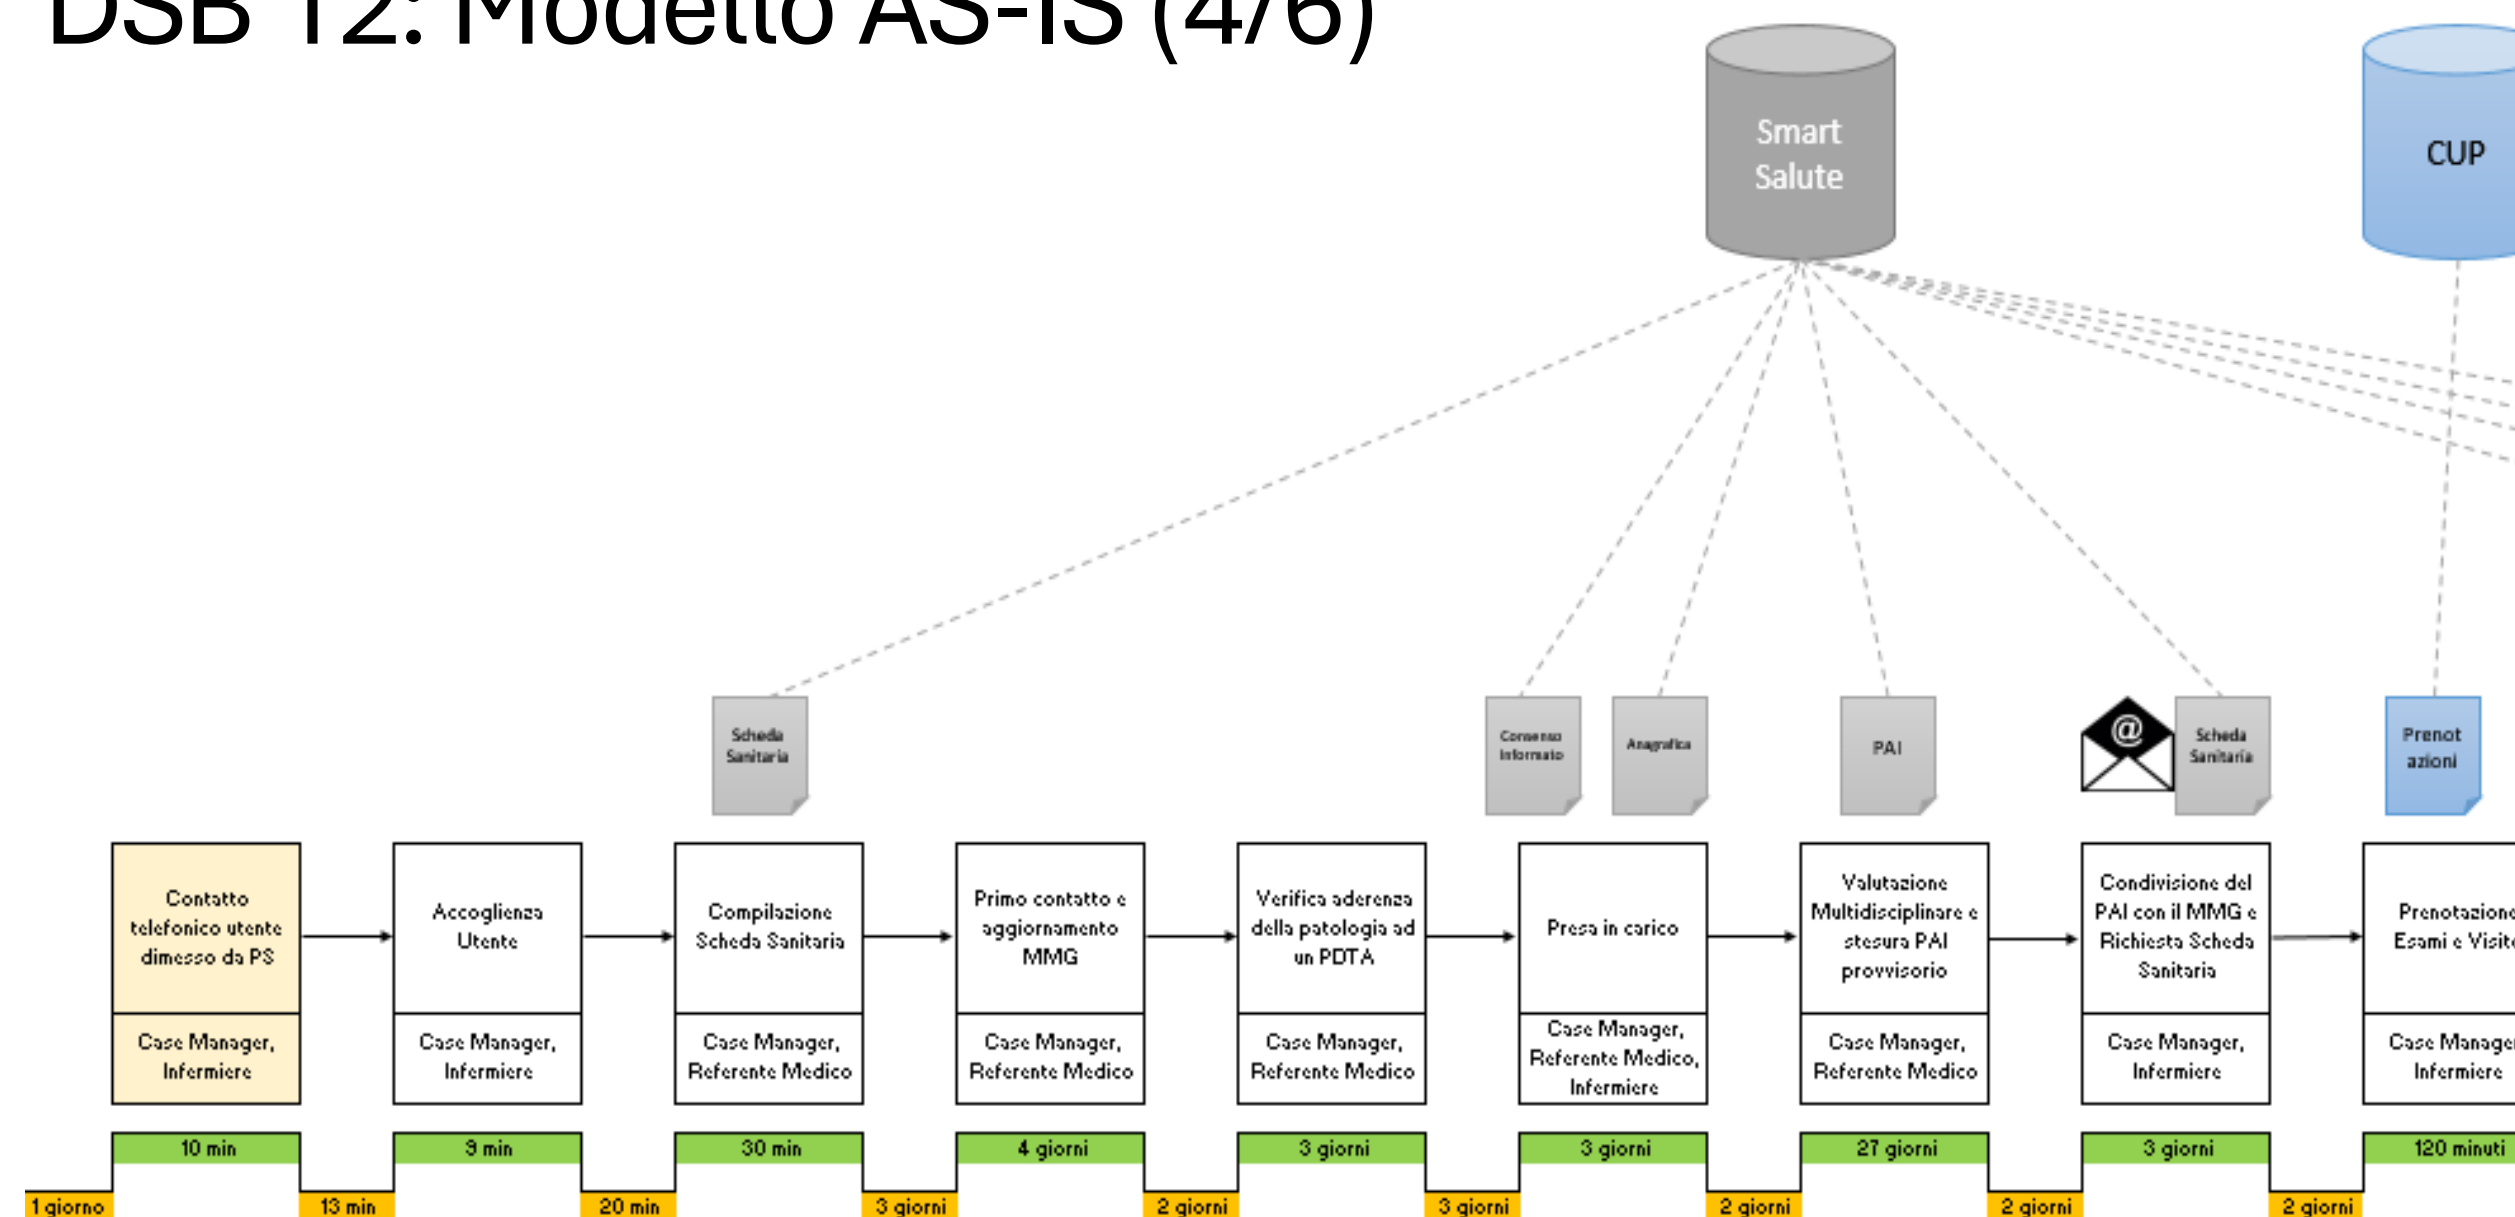 DSB 12: Modello AS-IS (4/6)
Smart
Salute
CUP
Scheda
Sanitaria
Consenso
Informato
Anagrafica
PAI
@
Scheda
Sanitaria
Prenot
azioni
Contatto
telefonico utente
dimesso da PS
Case Manager,
Infermiere
Accoglienza
Utente
Case Manager,
Infermiere
Compilazione
Scheda Sanitaria
Case Manager,
Referente Medico
Primo contatto e
aggiornamento
MMG
Case Manager,
Referente Medico
Verifica aderenza
della patologia ad
un PDTA
Case Manager,
Referente Medico
Presa in carico
Case Manager,
Referente Medico,
Infermiere
Valutazione
Multidisciplinare e
stesura PAI
provvisorio
Case Manager,
Referente Medico
Condivisione del
PAI con il MMG e
Richiesta Scheda
Sanitaria
Case Manager,
Infermiere
Prenotazione
Esami e Visite
Case Manager
Infermiere
10 min
9 min
30 min
4 giorni
3 giorni
3 giorni
27 giorni
3 giorni
120 minuti
1 giorno
13 min
20 min
3 giorni
2 giorni
3 giorni
2 giorni
2 giorni
2 giorni